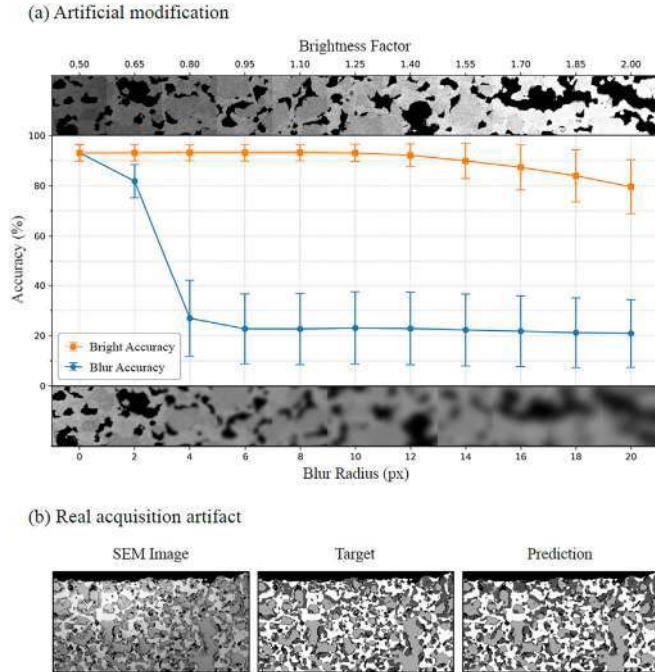 (a) Artificial modification
Brightness Factor
0.50 0.65 0.80 0.95 1.10 1.25 1.40 1.55 1.70 1.85 2.00
100
80
60
40
20
0
Accuracy (%)
Bright Accuracy
Blur Accuracy
0 2 4 6 8 10 12 14 16 18 20
Blur Radius (px)
(b) Real acquisition artifact
SEM Image Target Prediction